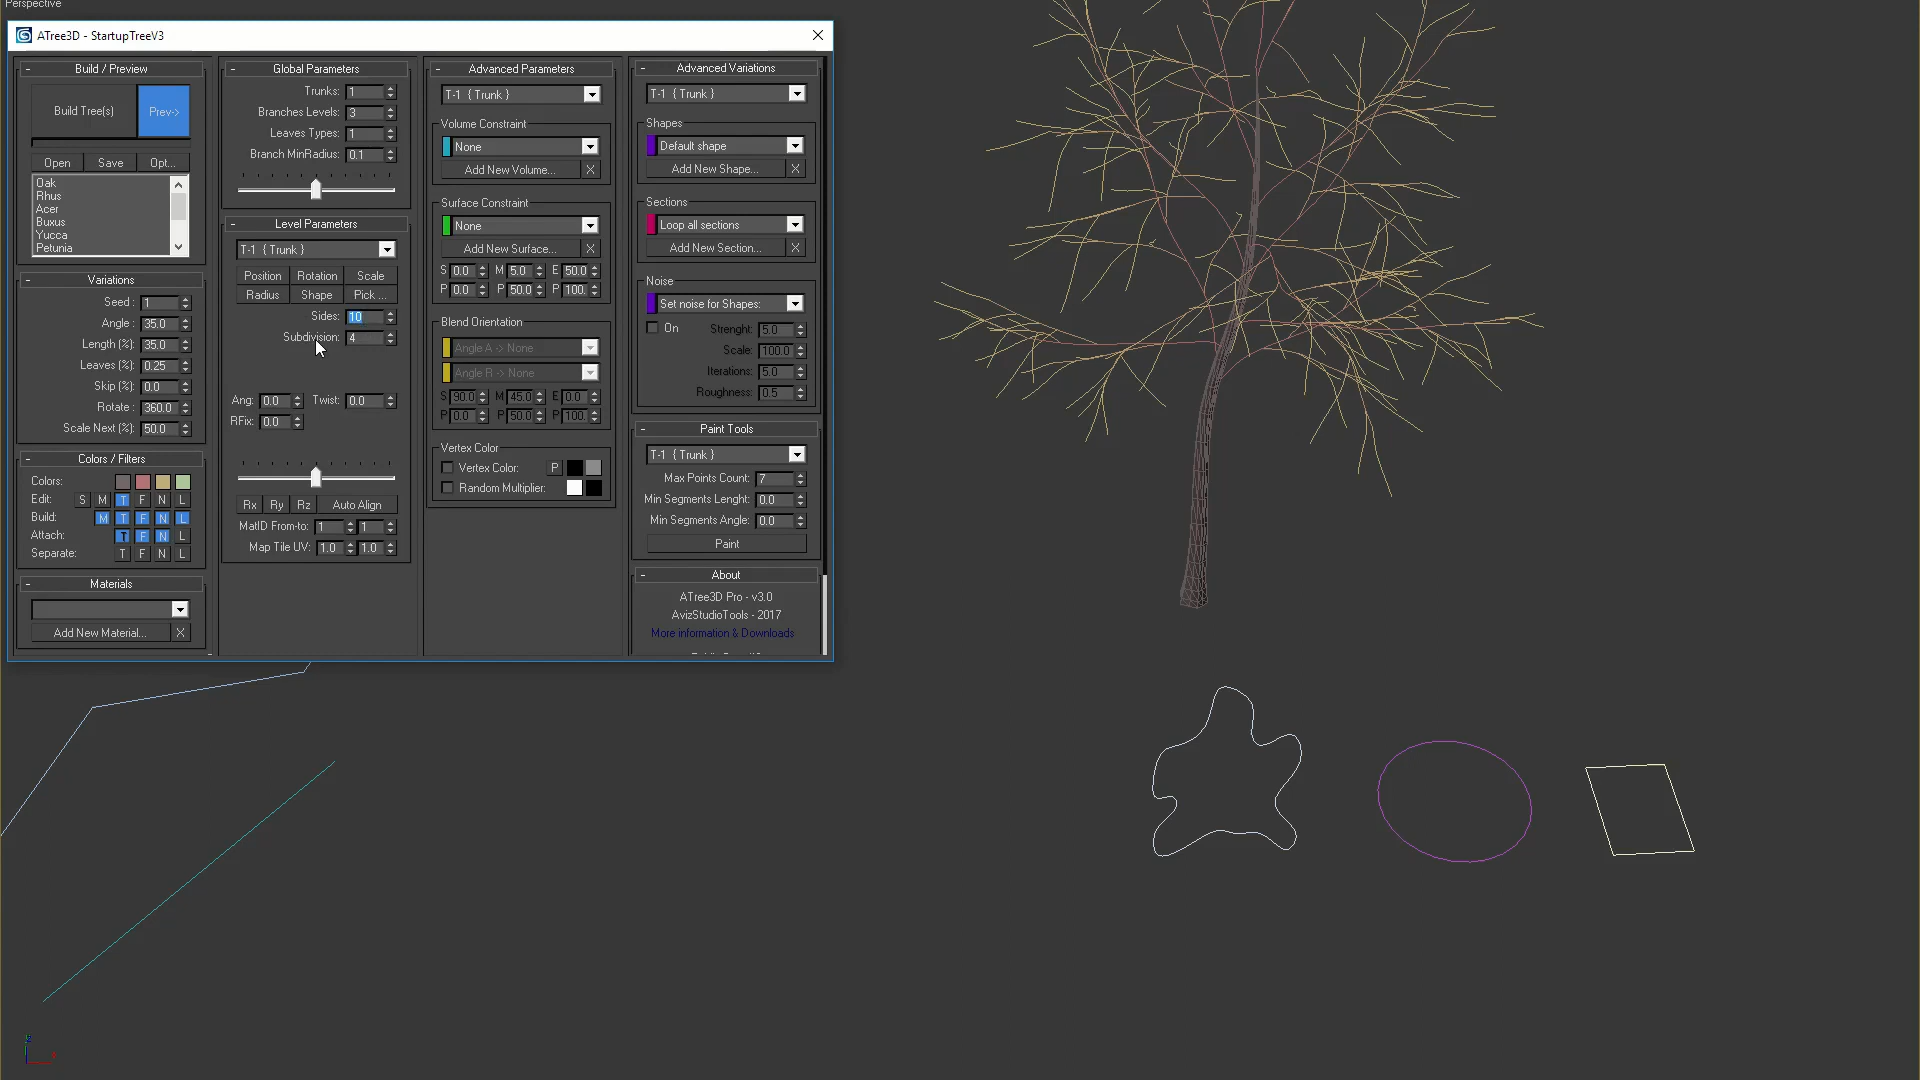 Perspective
ATree3D - StartupTreeV3
- Build / Preview
Build Tree(s) Prev->
Open Save Opt...
Oak
Rhus
Acer
Buxus
Yucca
Petunia
- Variations
Seed : 1
Angle : 35.0
Length (%): 35.0
Leaves (%): 0.25
Skip (%): 0.0
Rotate : 360.0
Scale Next (%): 50.0
- Colors / Filters
Colors:
Edit: S M T F N L
Build: M T F N L
Attach: T F N L
Separate: T F N L
- Materials
Add New Material... X
- Global Parameters
Trunks: 1
Branches Levels: 3
Leaves Types: 1
Branch MinRadius: 0.1
- Level Parameters
T-1 { Trunk }
Position Rotation Scale
Radius Shape Pick ...
Sides: 10
Subdivision: 4
Ang: 0.0 Twist: 0.0
RFix: 0.0
Rx Ry Rz Auto Align
MatID From-to: 1 1
Map Tile UV: 1.0 1.0
- Advanced Parameters
T-1 { Trunk }
Volume Constraint
None
Add New Volume... X
Surface Constraint
None
Add New Surface... X
S 0.0 M 5.0 E 50.0
P 0.0 P 50.0 P 100.
Blend Orientation
Angle A -> None
Angle R -> None
S 90.0 M 45.0 E 0.0
P 0.0 P 50.0 P 100.
Vertex Color
Vertex Color: P
Random Multiplier:
- Advanced Variations
T-1 { Trunk }
Shapes
Default shape
Add New Shape... X
Sections
Loop all sections
Add New Section... X
Noise
Set noise for Shapes:
On Strenght: 5.0
Scale: 100.0
Iterations: 5.0
Roughness: 0.5
- Paint Tools
T-1 { Trunk }
Max Points Count: 7
Min Segments Lenght: 0.0
Min Segments Angle: 0.0
Paint
- About
ATree3D Pro - v3.0
AvizStudioTools - 2017
More information & Downloads